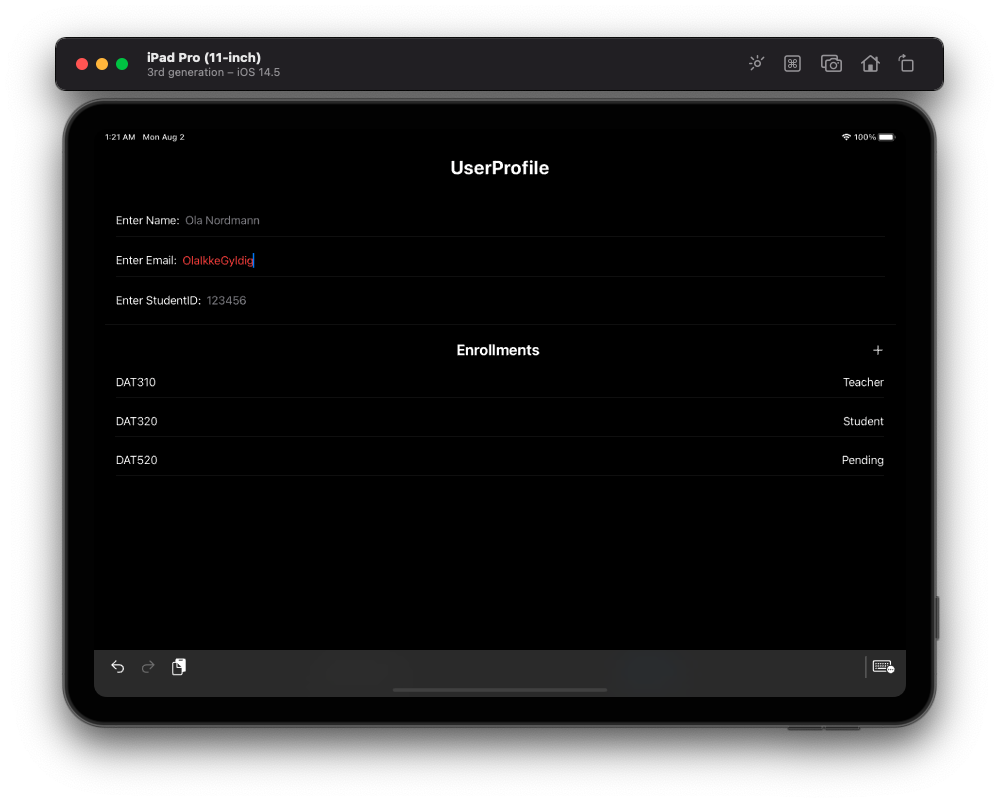 iPad Pro (11-inch)
3rd generation – iOS 14.5
1:21 AM Mon Aug 2 100%
UserProfile
Enter Name: Ola Nordmann
Enter Email: OlaIkkeGyldig
Enter StudentID: 123456
Enrollments +
DAT310 Teacher
DAT320 Student
DAT520 Pending